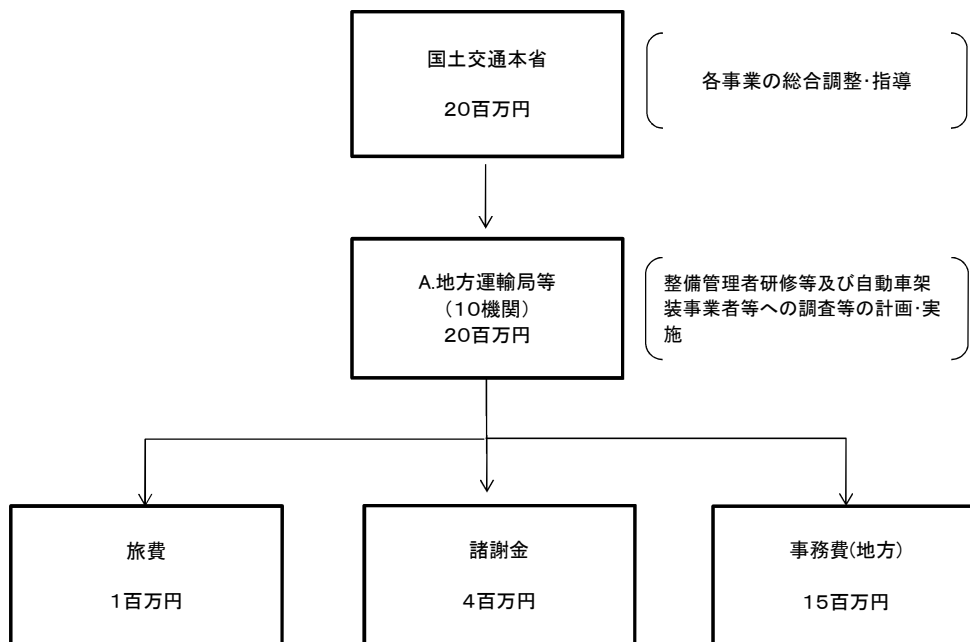 国土交通本省
20百万円
各事業の総合調整・指導
A.地方運輸局等
(10機関)
20百万円
整備管理者研修等及び自動車架
装事業者等への調査等の計画・実
施
旅費
1百万円
諸謝金
4百万円
事務費(地方)
15百万円